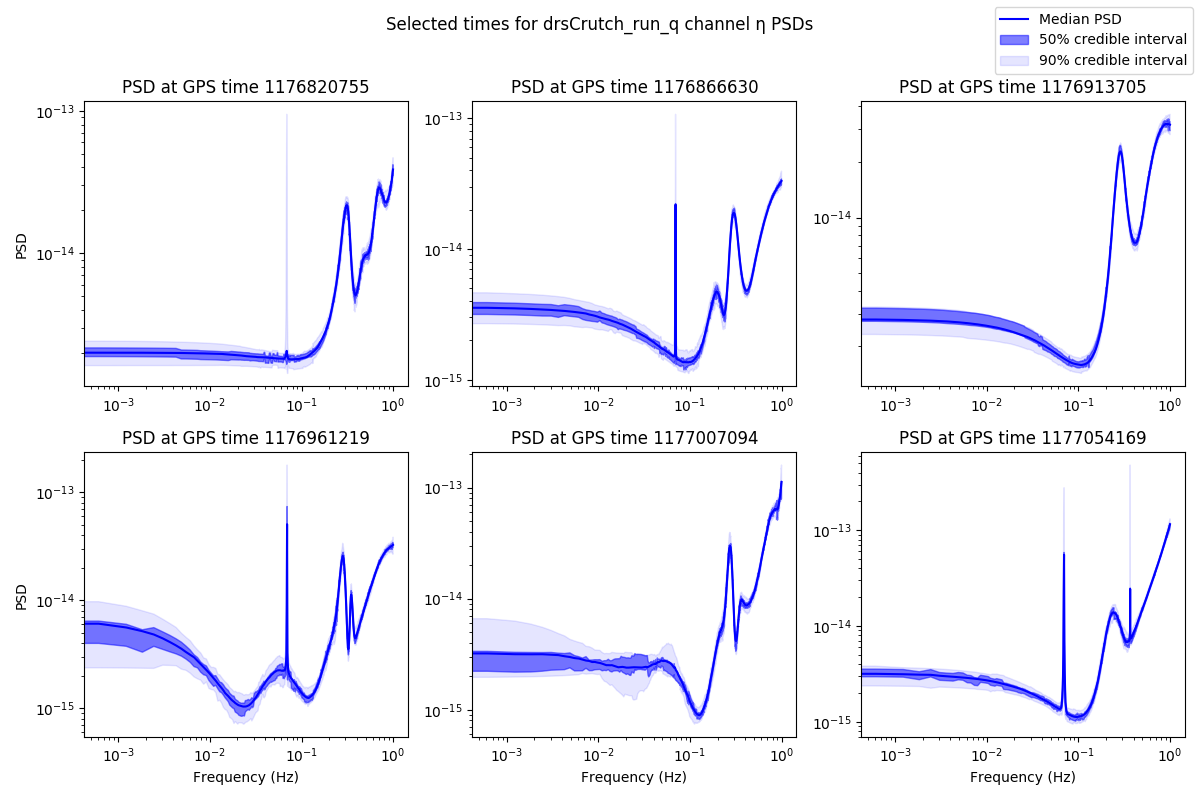 Selected times for drsCrutch_run_q channel η PSDs
Median PSD
50% credible interval
90% credible interval
PSD at GPS time 1176820755
PSD at GPS time 1176866630
PSD at GPS time 1176913705
PSD
10⁻¹³
10⁻¹⁴
10⁻³ 10⁻² 10⁻¹ 10⁰
10⁻¹³
10⁻¹⁴
10⁻¹⁵
10⁻³ 10⁻² 10⁻¹ 10⁰
10⁻¹⁴
10⁻³ 10⁻² 10⁻¹ 10⁰
PSD at GPS time 1176961219
PSD at GPS time 1177007094
PSD at GPS time 1177054169
PSD
10⁻¹³
10⁻¹⁴
10⁻¹⁵
10⁻³ 10⁻² 10⁻¹ 10⁰
Frequency (Hz)
10⁻¹³
10⁻¹⁴
10⁻¹⁵
10⁻³ 10⁻² 10⁻¹ 10⁰
Frequency (Hz)
10⁻¹³
10⁻¹⁴
10⁻¹⁵
10⁻³ 10⁻² 10⁻¹ 10⁰
Frequency (Hz)